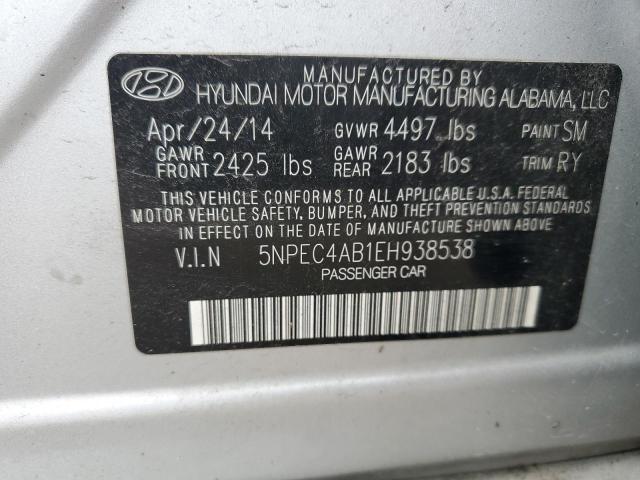 MANUFACTURED BY
HYUNDAI MOTOR MANUFACTURING ALABAMA, LLC
Apr/24/14 GVWR 4497 lbs PAINT SM
GAWR FRONT 2425 lbs GAWR REAR 2183 lbs TRIM RY
THIS VEHICLE CONFORMS TO ALL APPLICABLE U.S.A. FEDERAL
MOTOR VEHICLE SAFETY, BUMPER, AND THEFT PREVENTION
STANDARDS IN EFFECT ON THE DATE OF MANUFACTURE SHOWN ABOVE
V.I.N 5NPEC4AB1EH938538
PASSENGER CAR